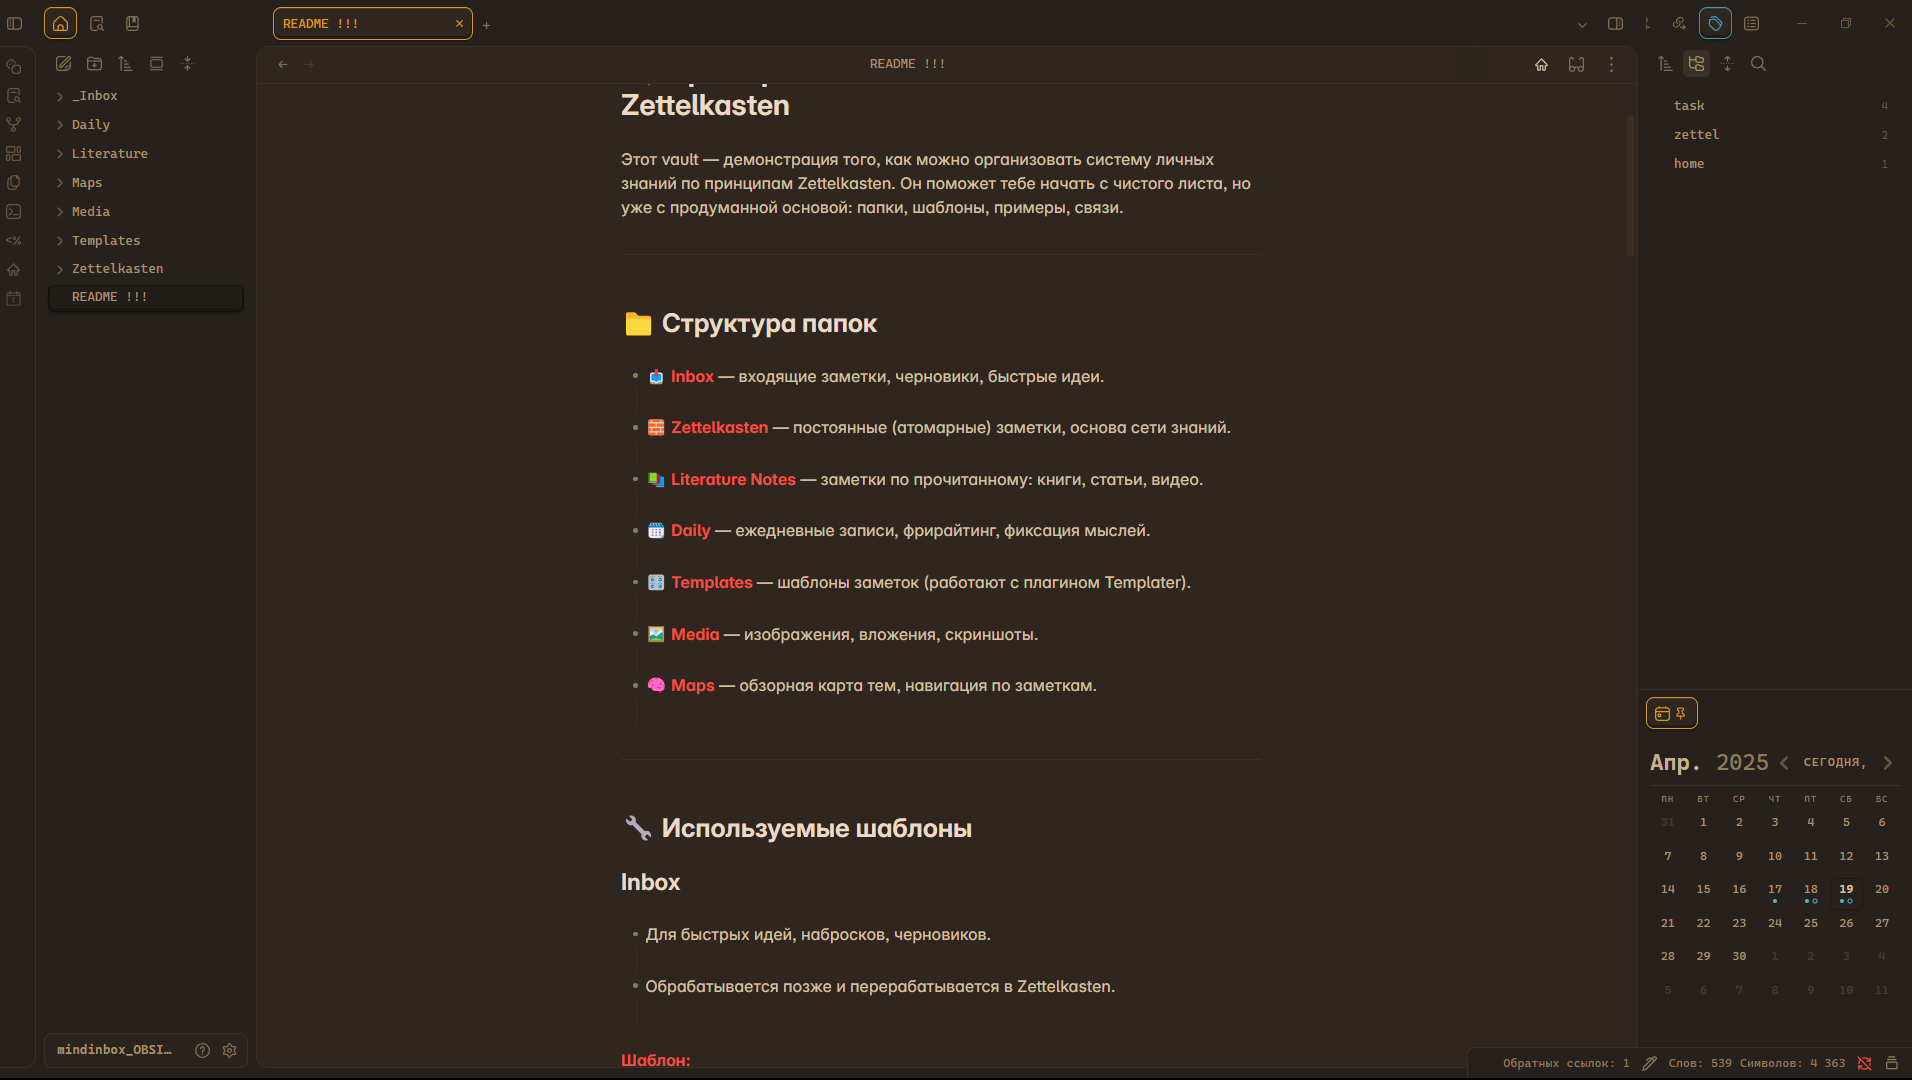 README !!!
README !!!
_Inbox
Daily
Literature
Maps
Media
Templates
Zettelkasten
README !!!
mindinbox_OBSI…
Zettelkasten
Этот vault — демонстрация того, как можно организовать систему личных
знаний по принципам Zettelkasten. Он поможет тебе начать с чистого листа, но
уже с продуманной основой: папки, шаблоны, примеры, связи.
📁 Структура папок
• 📥 Inbox — входящие заметки, черновики, быстрые идеи.
• 🧱 Zettelkasten — постоянные (атомарные) заметки, основа сети знаний.
• 📚 Literature Notes — заметки по прочитанному: книги, статьи, видео.
• 🗓 Daily — ежедневные записи, фрирайтинг, фиксация мыслей.
• 🎛 Templates — шаблоны заметок (работают с плагином Templater).
• 🖼 Media — изображения, вложения, скриншоты.
• 🧠 Maps — обзорная карта тем, навигация по заметкам.
🔧 Используемые шаблоны
Inbox
• Для быстрых идей, набросков, черновиков.
• Обрабатывается позже и перерабатывается в Zettelkasten.
Шаблон:
task 4
zettel 2
home 1
Апр. 2025 СЕГОДНЯ,
ПН ВТ СР ЧТ ПТ СБ ВС
31 1 2 3 4 5 6
7 8 9 10 11 12 13
14 15 16 17 18 19 20
21 22 23 24 25 26 27
28 29 30 1 2 3 4
5 6 7 8 9 10 11
Обратных ссылок: 1 Слов: 539 Символов: 4 363